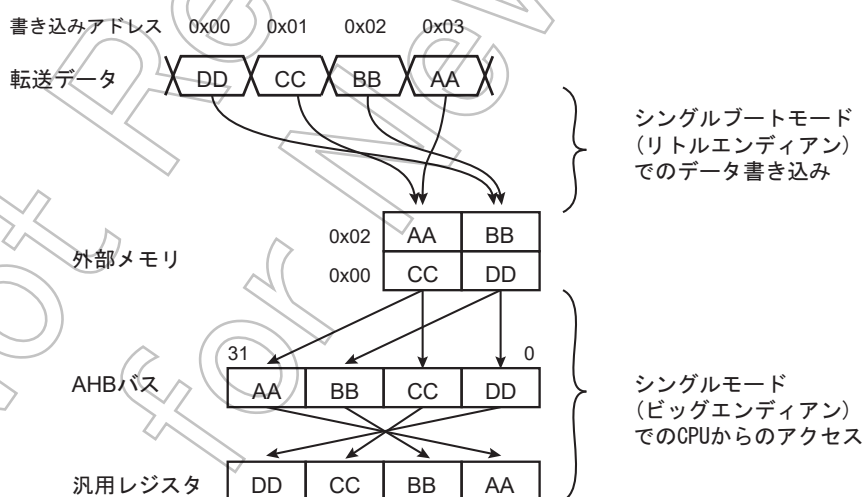 書き込みアドレス 0x00 0x01 0x02 0x03
転送データ DD CC BB AA
シングルブートモード
(リトルエンディアン)
でのデータ書き込み
0x02 AA BB
外部メモリ
0x00 CC DD
31 0
AHBバス AA BB CC DD
シングルモード
(ビッグエンディアン)
でのCPUからのアクセス
汎用レジスタ DD CC BB AA